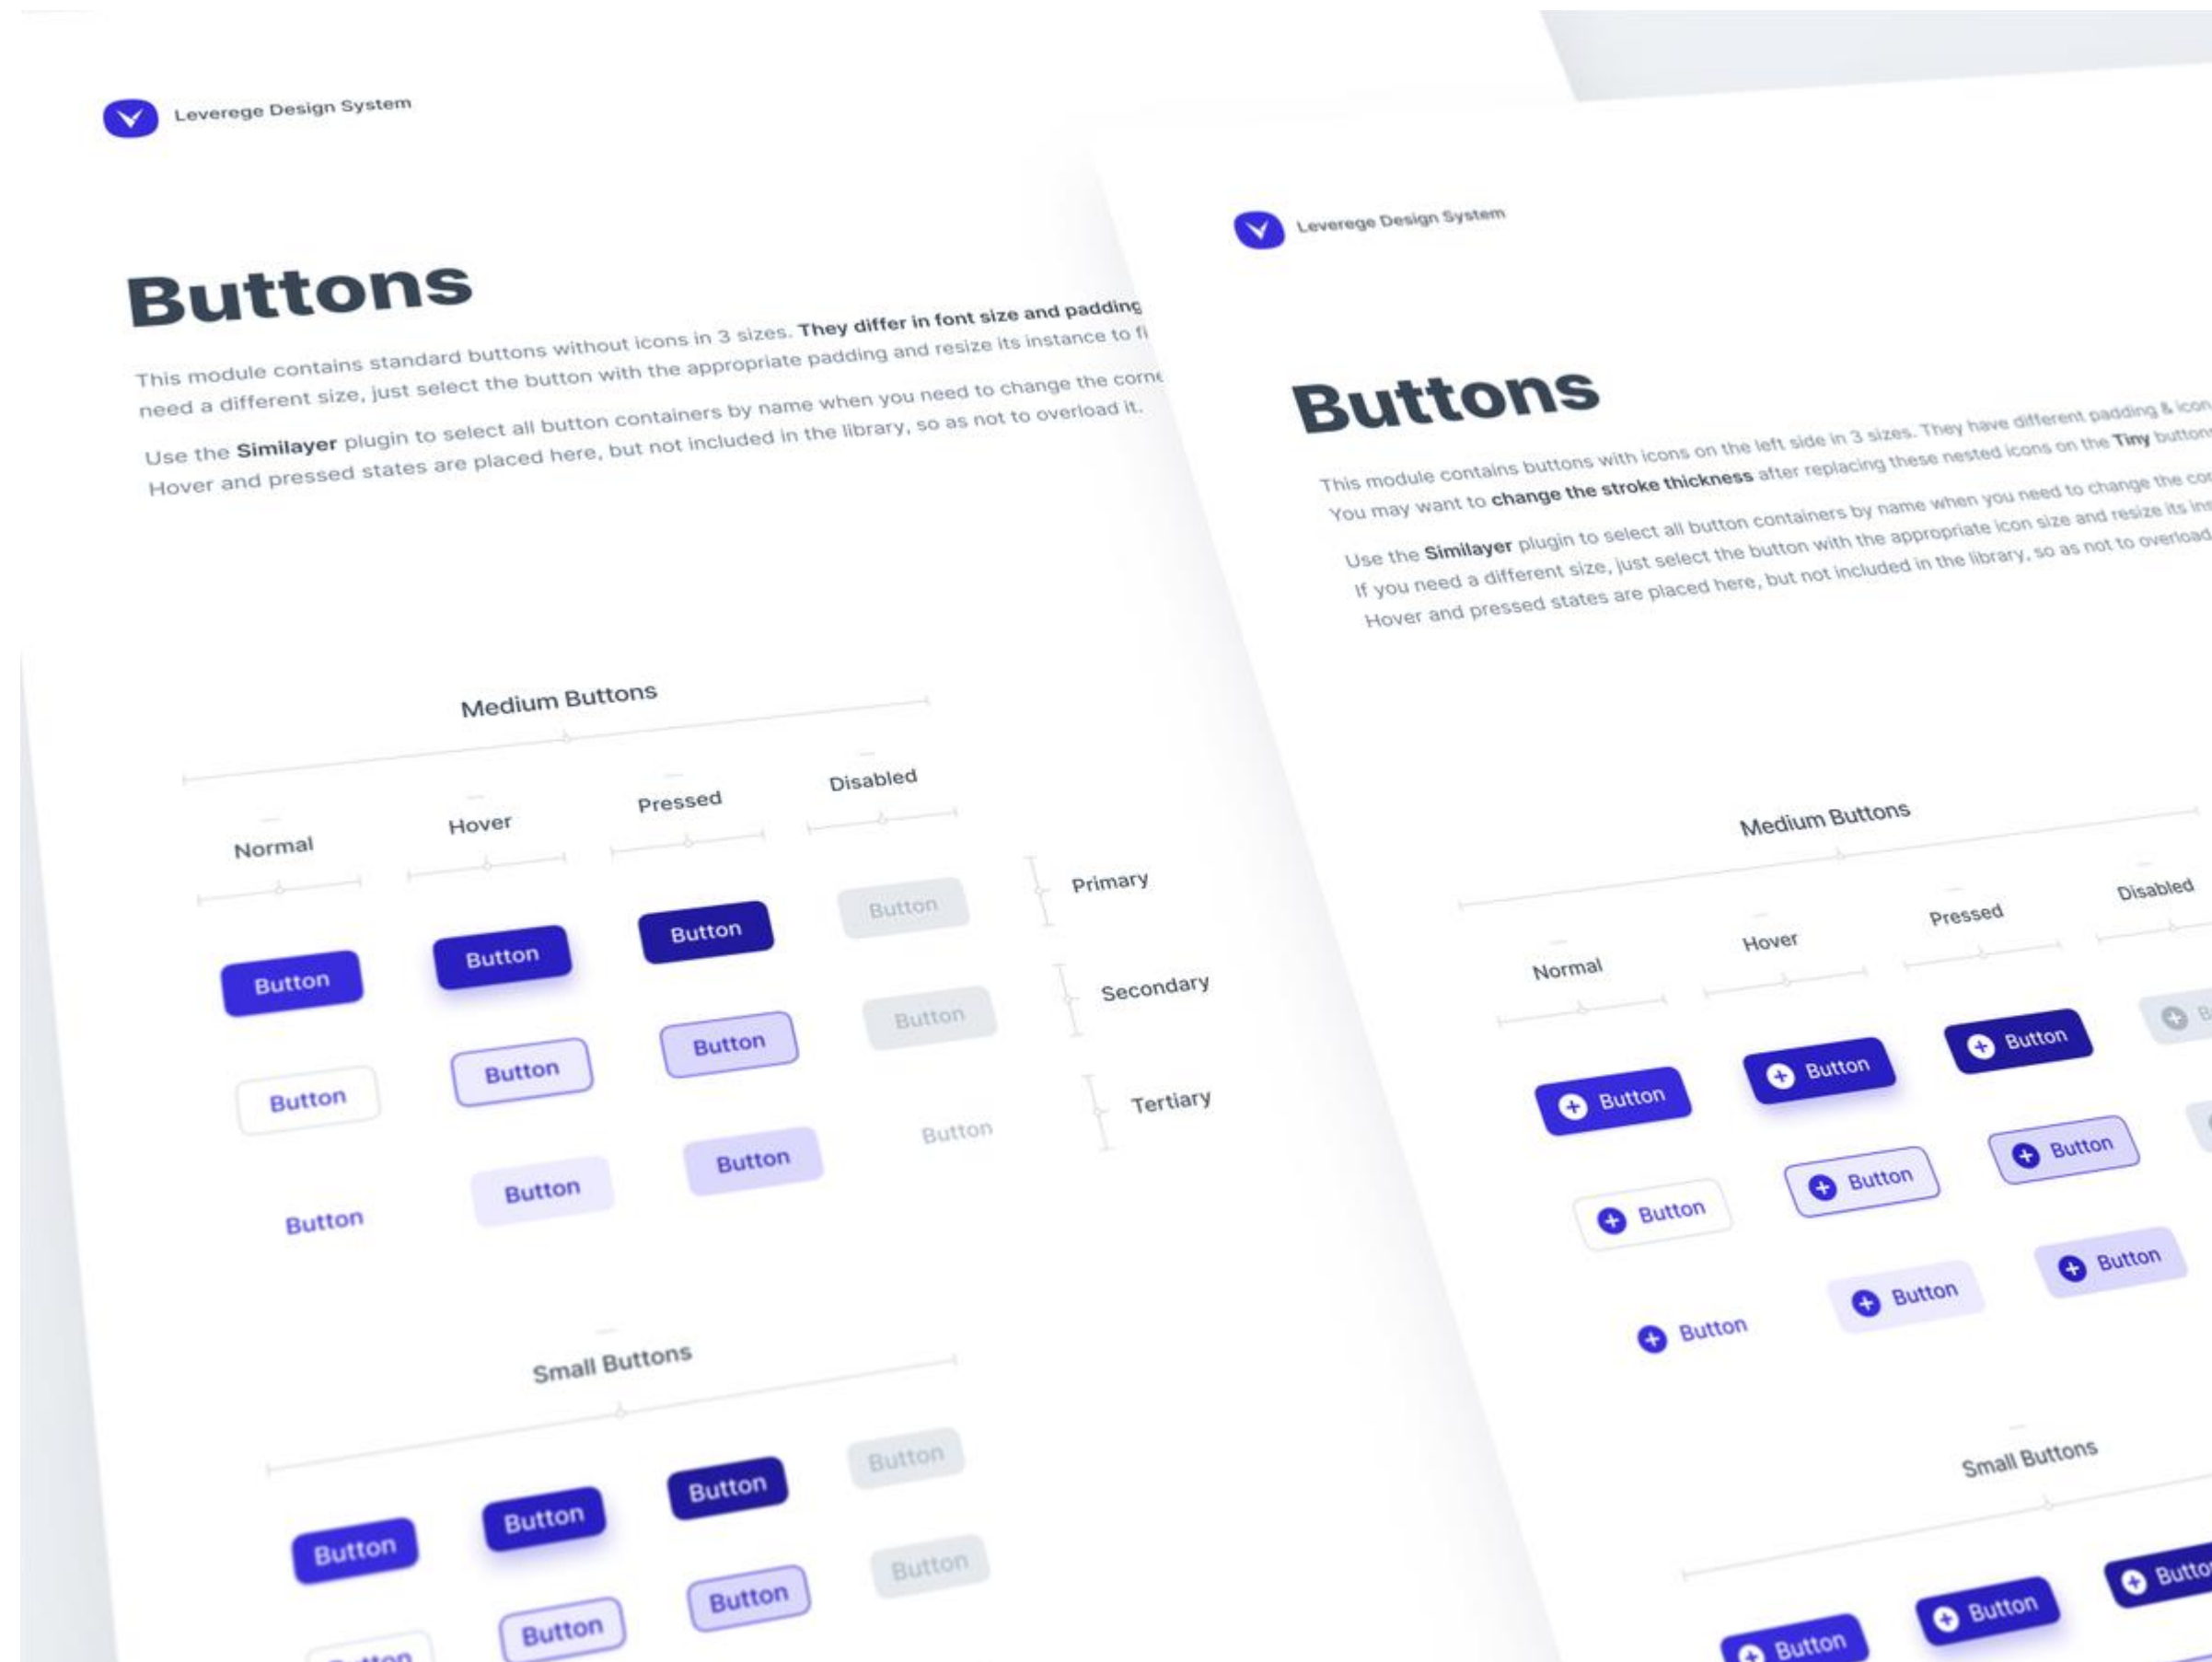 Leverege Design System
Buttons
This module contains standard buttons without icons in 3 sizes. They differ in font size and padding
need a different size, just select the button with the appropriate padding and resize its instance to
Use the Similayer plugin to select all button containers by name when you need to change the
Hover and pressed states are placed here, but not included in the library, so as not to overload it.
Medium Buttons
Normal
Hover
Pressed
Disabled
Button
Button
Button
Button
Primary
Button
Button
Button
Button
Secondary
Button
Button
Button
Button
Tertiary
Small Buttons
Button
Button
Button
Button
Button
Button
Button
Leverege Design System
Buttons
This module contains buttons with icons on the left side in 3 sizes. They have different padding & icon
You may want to change the stroke thickness after replacing these nested icons on the Tiny buttons
Use the Similayer plugin to select all button containers by name when you need to change the
If you need a different size, just select the button with the appropriate icon size and resize its
Hover and pressed states are placed here, but not included in the library, so as not to overload
Medium Buttons
Normal
Hover
Pressed
Disabled
Button
Button
Button
Button
Button
Button
Button
Button
Button
Small Buttons
Button
Button